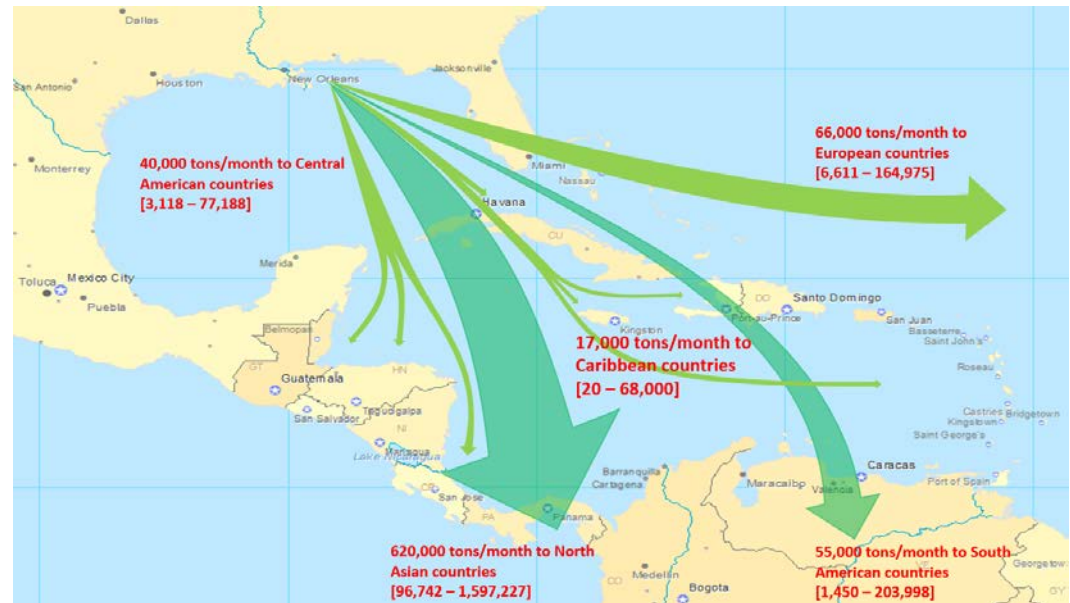 Dallas
San Antonio
Houston
New Orleans
Jacksonville
Monterrey
40,000 tons/month to Central
American countries
[3,118 – 77,188]
66,000 tons/month to
European countries
[6,611 – 164,975]
Miami
Nassau
Havana
CU
Merida
Toluca
Mexico City
Puebla
Belmopan
GT
Guatemala
San Salvador
HN
Tegucigalpa
NI
Managua
Lake Nicaragua
Kingston
Port-au-Prince
DO
Santo Domingo
San Juan
Basseterre
Saint John's
Roseau
Castries
Bridgetown
Kingstown
Saint George's
Port of Spain
17,000 tons/month to
Caribbean countries
[20 – 68,000]
CR
San Jose
PA
Panama
Barranquilla
Cartagena
Maracaibo
Valencia
Caracas
Medellin
Bogota
CO
VE
Georgetown
GY
620,000 tons/month to North
Asian countries
[96,742 – 1,597,227]
55,000 tons/month to South
American countries
[1,450 – 203,998]